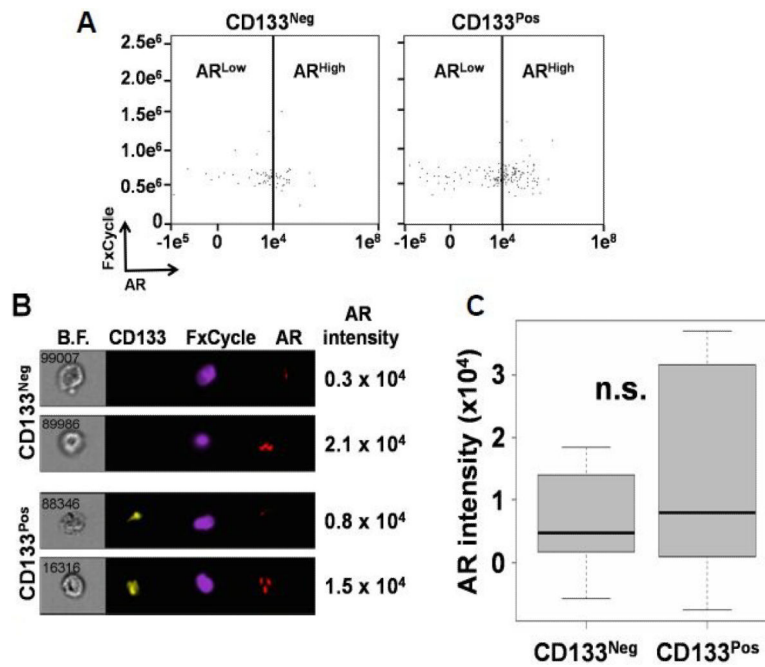 A
CD133Neg CD133Pos
2.5e6
2.0e6
1.5e6
1.0e6
0.5e6
0
ARLow ARHigh ARLow ARHigh
-1e5 0 1e4 1e8 -1e5 0 1e4 1e8
FxCycle
AR
B
B.F. CD133 FxCycle AR AR intensity
CD133Neg
99007 0.3 x 104
89986 2.1 x 104
CD133Pos
88346 0.8 x 104
16316 1.5 x 104
C
AR intensity (x104)
3
2
1
0
n.s.
CD133Neg CD133Pos